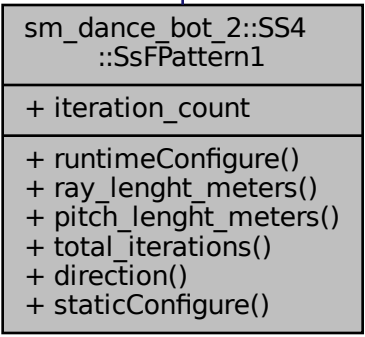 sm_dance_bot_2::SS4
::SsFPattern1
+ iteration_count
+ runtimeConfigure()
+ ray_lenght_meters()
+ pitch_lenght_meters()
+ total_iterations()
+ direction()
+ staticConfigure()